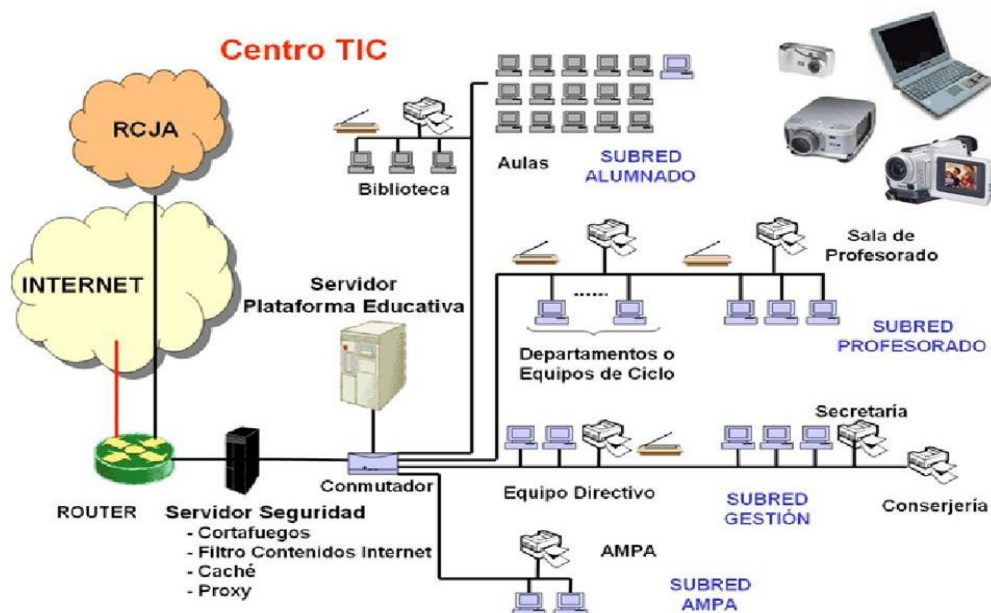 Centro TIC
RCJA
INTERNET
ROUTER
Servidor Seguridad
- Cortafuegos
- Filtro Contenidos Internet
- Caché
- Proxy
Servidor
Plataforma Educativa
Conmutador
Biblioteca
Aulas
SUBRED
ALUMNADO
Departamentos o
Equipos de Ciclo
Sala de
Profesorado
SUBRED
PROFESORADO
Equipo Directivo
Secretaría
SUBRED
GESTIÓN
Conserjería
AMPA
SUBRED
AMPA